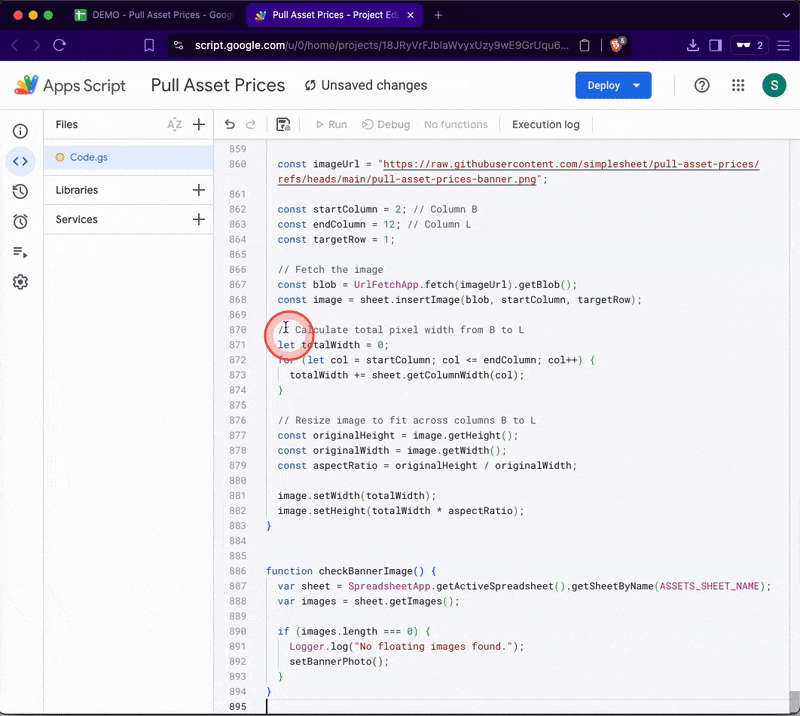 DEMO - Pull Asset Prices - Goog
Pull Asset Prices - Project Ed
script.google.com/u/0/home/projects/18JRyVrFJblaWvyxUzy9wE9GrUqu6...
6
2
Apps Script
Pull Asset Prices
Unsaved changes
Deploy
S
Files
AZ
Run
Debug
No functions
Execution log
Code.gs
Libraries
Services
859
860 const imageUrl = "https://raw.githubusercontent.com/simplesheet/pull-asset-prices/
refs/heads/main/pull-asset-prices-banner.png";
861
862 const startColumn = 2; // Column B
863 const endColumn = 12; // Column L
864 const targetRow = 1;
865
866 // Fetch the image
867 const blob = UrlFetchApp.fetch(imageUrl).getBlob();
868 const image = sheet.insertImage(blob, startColumn, targetRow);
869
870 // Calculate total pixel width from B to L
871 let totalWidth = 0;
872 for (let col = startColumn; col <= endColumn; col++) {
873 totalWidth += sheet.getColumnWidth(col);
874 }
875
876 // Resize image to fit across columns B to L
877 const originalHeight = image.getHeight();
878 const originalWidth = image.getWidth();
879 const aspectRatio = originalHeight / originalWidth;
880
881 image.setWidth(totalWidth);
882 image.setHeight(totalWidth * aspectRatio);
883 }
884
885
886 function checkBannerImage() {
887 var sheet = SpreadsheetApp.getActiveSpreadsheet().getSheetByName(ASSETS_SHEET_NAME);
888 var images = sheet.getImages();
889
890 if (images.length === 0) {
891 Logger.log("No floating images found.");
892 setBannerPhoto();
893 }
894 }
895